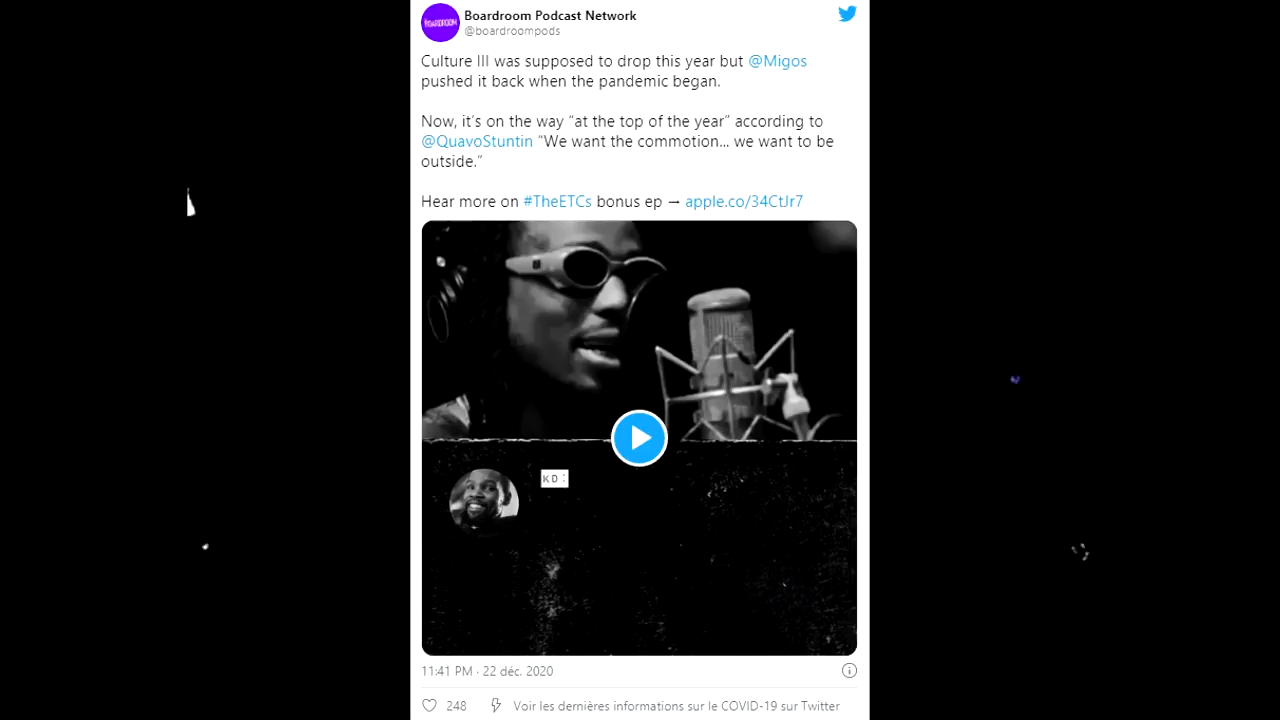 Boardroom Podcast Network
@boardroompods
BOARDROOM
Culture III was supposed to drop this year but @Migos
pushed it back when the pandemic began.
Now, it's on the way “at the top of the year” according to
@QuavoStuntin “We want the commotion... we want to be
outside.”
Hear more on #TheETCs bonus ep → apple.co/34CtJr7
KD:
11:41 PM · 22 déc. 2020
248 Voir les dernières informations sur le COVID-19 sur Twitter